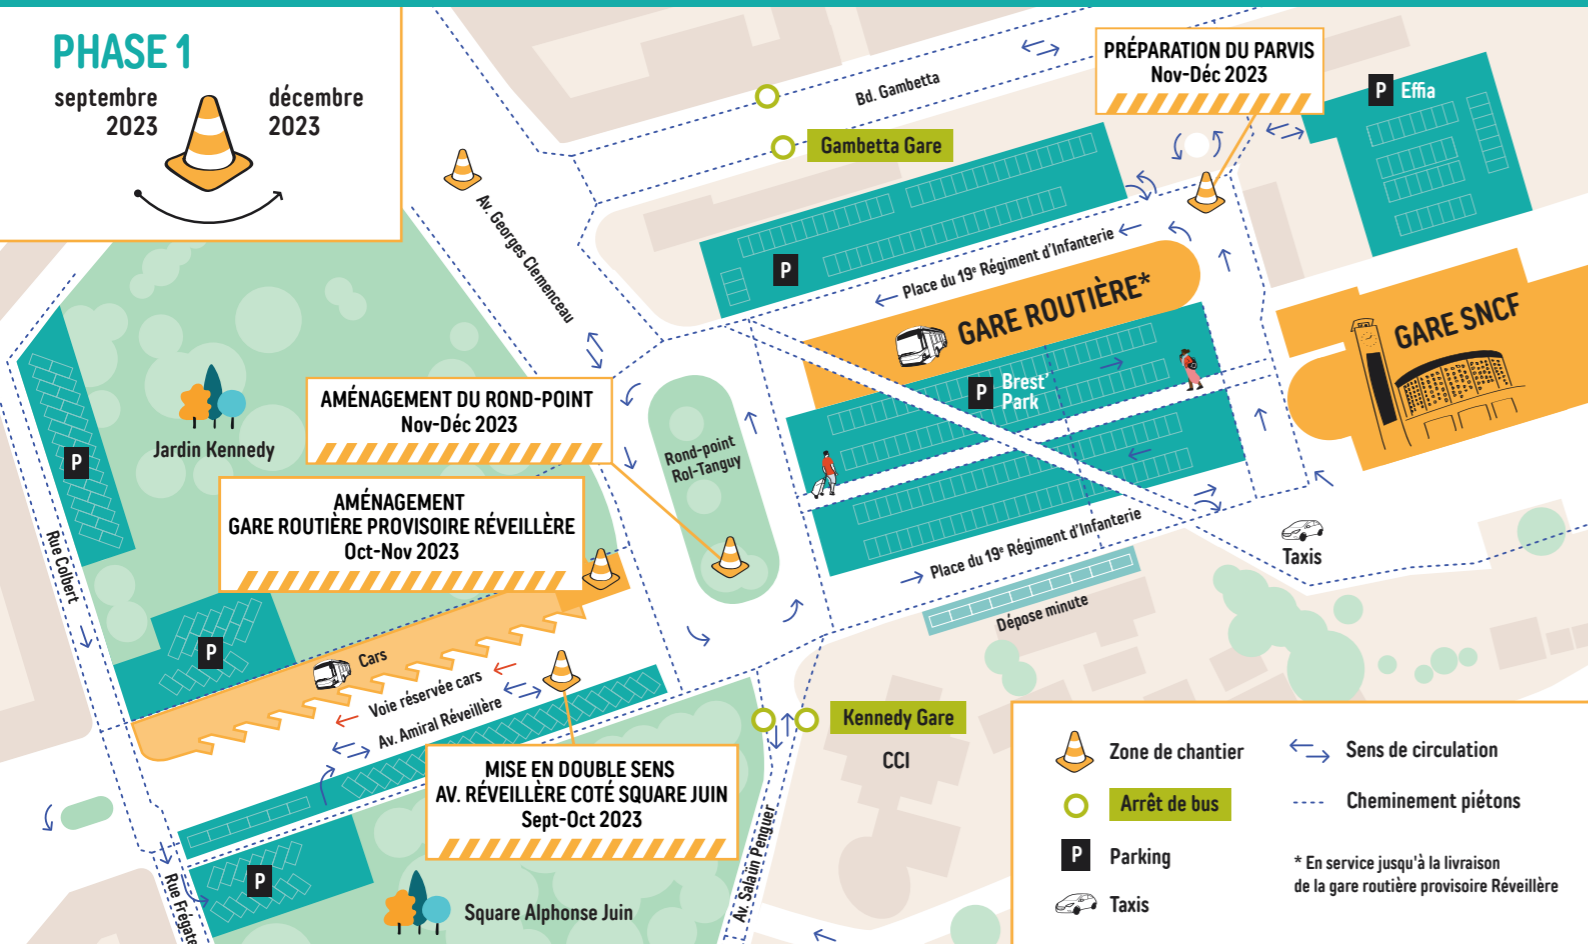 PHASE 1
septembre
2023
décembre
2023
PRÉPARATION DU PARVIS
Nov-Déc 2023
P Effia
Bd. Gambetta
Gambetta Gare
Av. Georges Clemenceau
P
Place du 19e Régiment d'Infanterie
GARE ROUTIÈRE*
GARE SNCF
P Brest'
Park
AMÉNAGEMENT DU ROND-POINT
Nov-Déc 2023
Jardin Kennedy
P
Rond-point
Rol-Tanguy
AMÉNAGEMENT
GARE ROUTIÈRE PROVISOIRE RÉVEILLÈRE
Oct-Nov 2023
Rue Colbert
Place du 19e Régiment d'Infanterie
Taxis
Dépose minute
P
Cars
Voie réservée cars
Av. Amiral Réveillère
Kennedy Gare
CCI
MISE EN DOUBLE SENS
AV. RÉVEILLÈRE COTÉ SQUARE JUIN
Sept-Oct 2023
Av. Salaün Penquer
P
Rue Frégate
Square Alphonse Juin
Zone de chantier
Arrêt de bus
P Parking
Taxis
Sens de circulation
Cheminement piétons
* En service jusqu'à la livraison
de la gare routière provisoire Réveillère